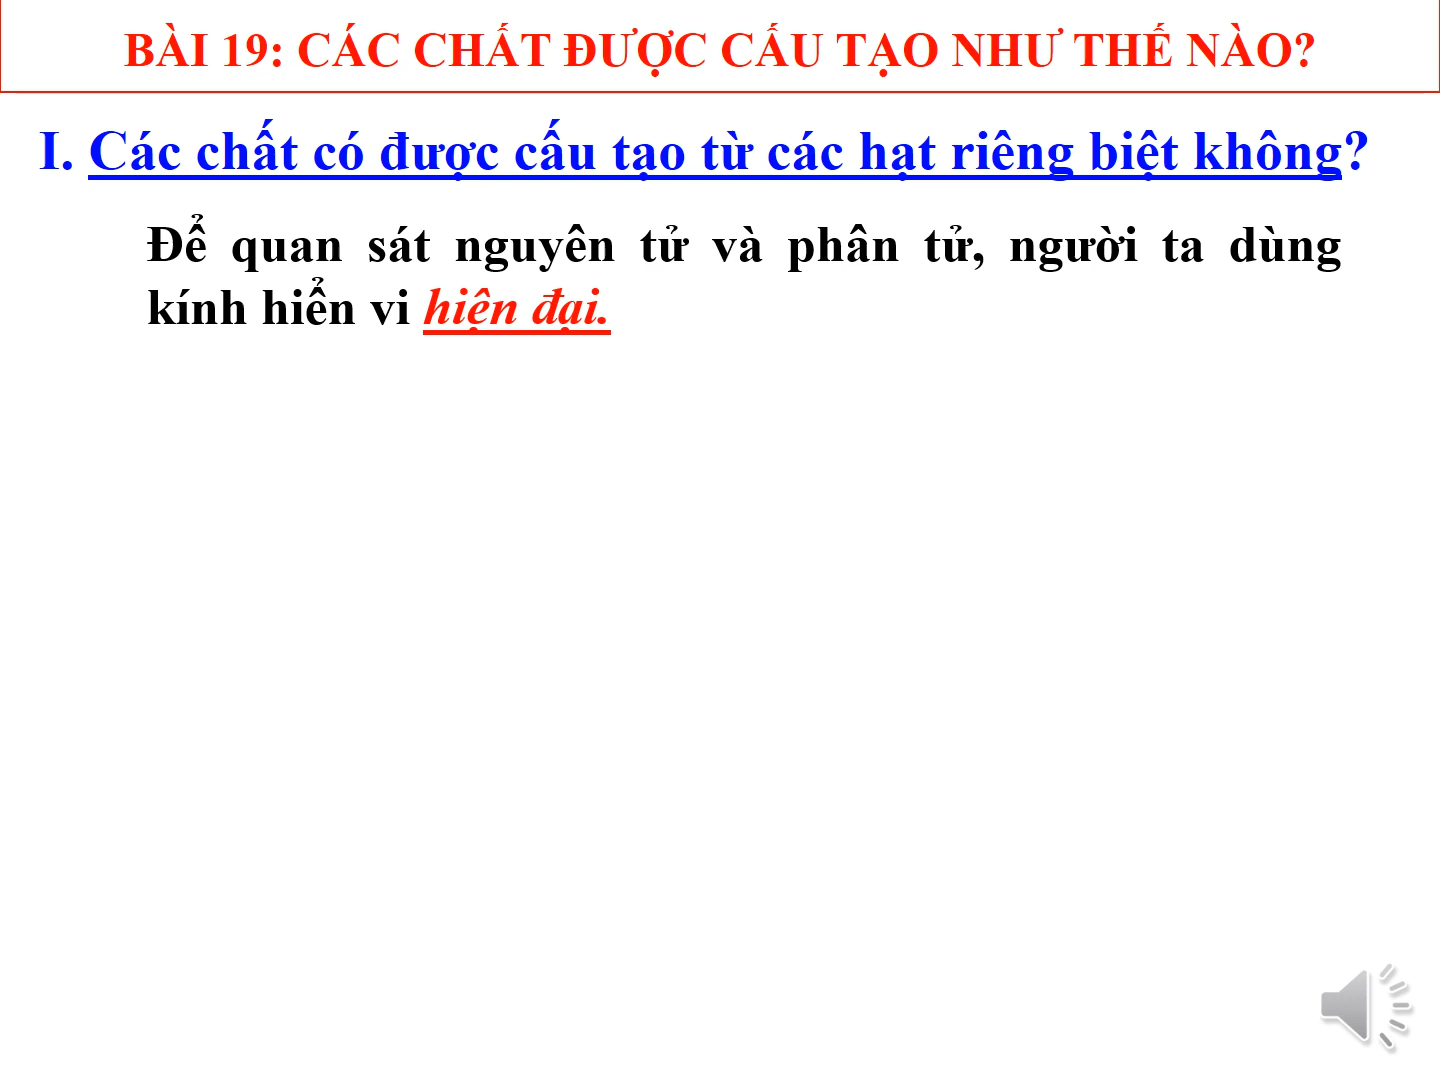 BÀI 19: CÁC CHẤT ĐƯỢC CẤU TẠO NHƯ THẾ NÀO?
I. Các chất có được cấu tạo từ các hạt riêng biệt không?
Để quan sát nguyên tử và phân tử, người ta dùng
kính hiển vi hiện đại.